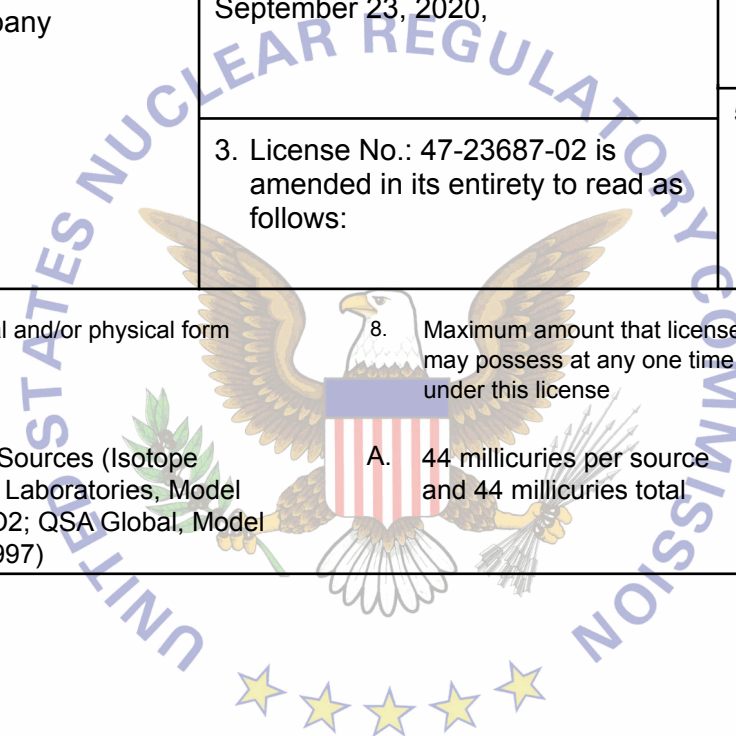 pany
September 23, 2020,
3. License No.: 47-23687-02 is
amended in its entirety to read as
follows:
l and/or physical form
8. Maximum amount that license
may possess at any one time
under this license
Sources (Isotope
Laboratories, Model
02; QSA Global, Model
997)
A. 44 millicuries per source
and 44 millicuries total
UNITED STATES NUCLEAR REGULATORY COMMISSION